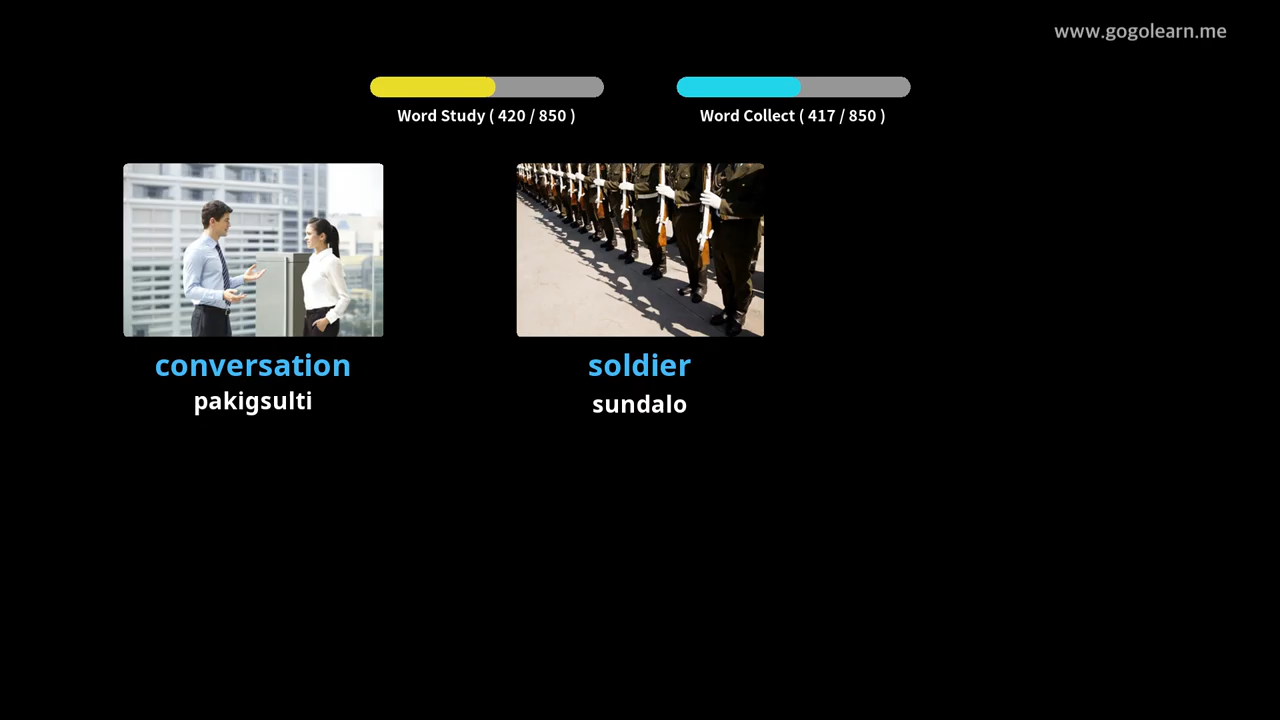 www.gogolearn.me
Word Study ( 420 / 850 )
Word Collect ( 417 / 850 )
conversation
pakigsulti
soldier
sundalo